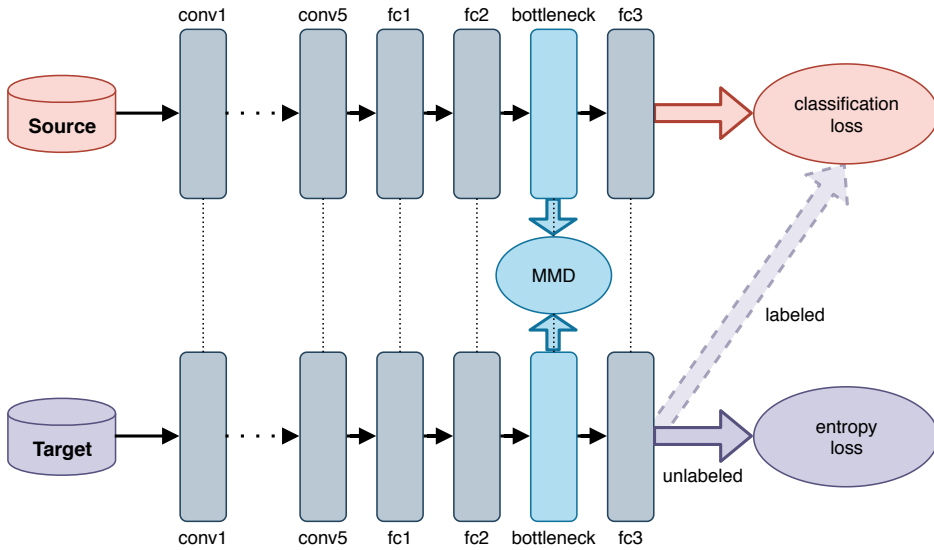 conv1 conv5 fc1 fc2 bottleneck fc3
Source
classification
loss
MMD
labeled
Target
entropy
loss
unlabeled
conv1 conv5 fc1 fc2 bottleneck fc3